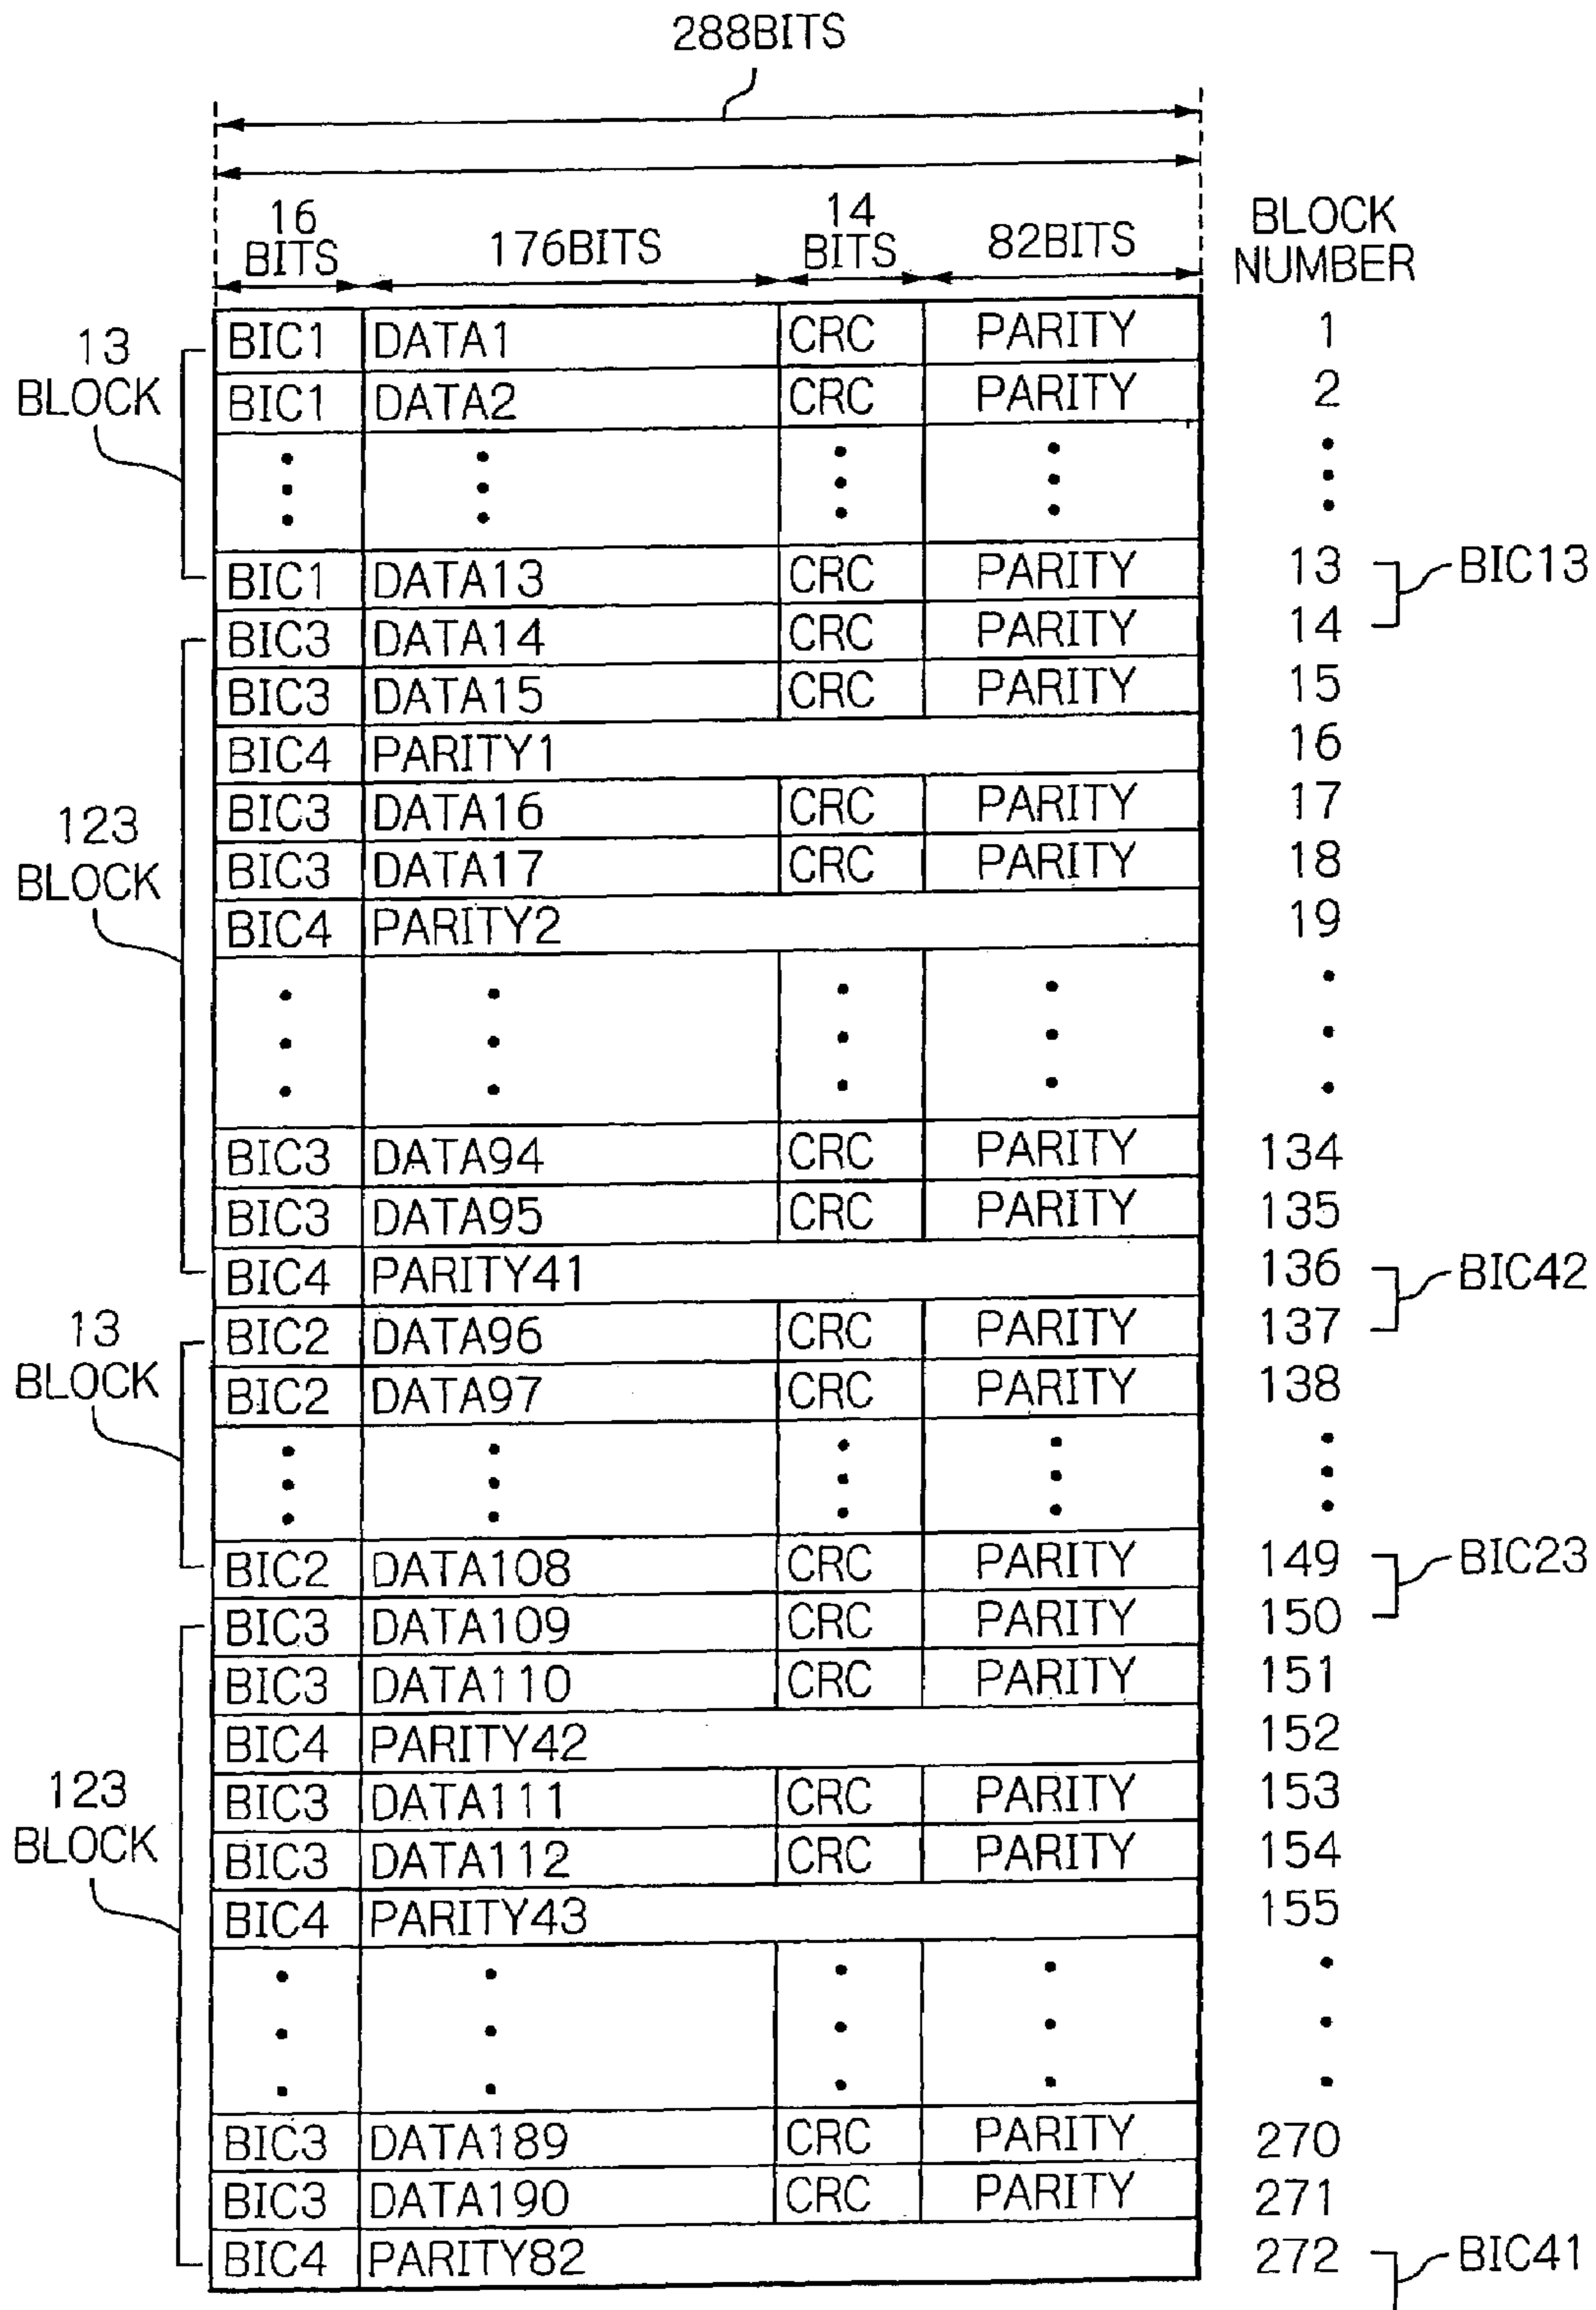 288BITS
16 BITS 176BITS 14 BITS 82BITS BLOCK NUMBER
13 BLOCK
BIC1 DATA1 CRC PARITY 1
BIC1 DATA2 CRC PARITY 2
BIC1 DATA13 CRC PARITY 13 BIC13
BIC3 DATA14 CRC PARITY 14
BIC3 DATA15 CRC PARITY 15
BIC4 PARITY1 16
123 BLOCK
BIC3 DATA16 CRC PARITY 17
BIC3 DATA17 CRC PARITY 18
BIC4 PARITY2 19
BIC3 DATA94 CRC PARITY 134
BIC3 DATA95 CRC PARITY 135
BIC4 PARITY41 136 BIC42
13 BLOCK
BIC2 DATA96 CRC PARITY 137
BIC2 DATA97 CRC PARITY 138
BIC2 DATA108 CRC PARITY 149 BIC23
BIC3 DATA109 CRC PARITY 150
BIC3 DATA110 CRC PARITY 151
BIC4 PARITY42 152
123 BLOCK
BIC3 DATA111 CRC PARITY 153
BIC3 DATA112 CRC PARITY 154
BIC4 PARITY43 155
BIC3 DATA189 CRC PARITY 270
BIC3 DATA190 CRC PARITY 271
BIC4 PARITY82 272 BIC41